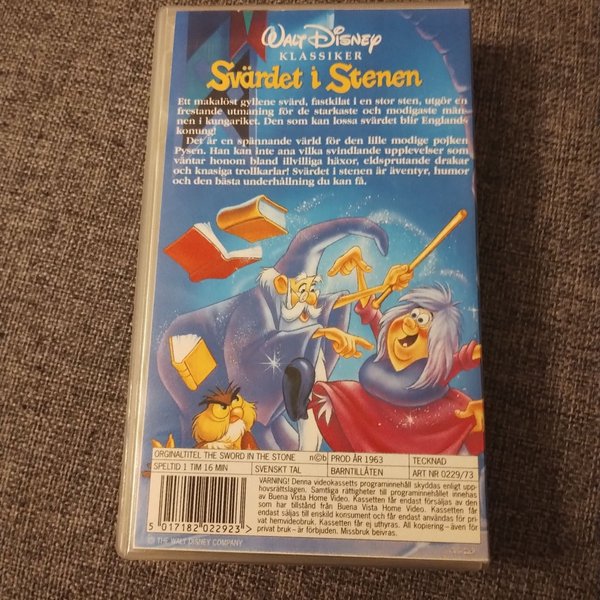 WALT DISNEY
KLASSIKER
Svärdet i Stenen
Ett makalöst gyllene svärd, fastkilat i en stor sten, utgör en
frestande utmaning för de starkaste och modigaste män-
nen i kungariket. Den som kan lossa svärdet blir Englands
konung!
Det är en spännande värld för den lille modige pojken
Pysen. Han kan inte ana vilka svindlande upplevelser som
väntar honom bland illvilliga häxor, eldsprutande drakar
och knasiga trollkarlar! Svärdet i stenen är äventyr, humor
och den bästa underhållning du kan få.
ORGINALTITEL THE SWORD IN THE STONE n©b PROD ÅR 1963 TECKNAD
SPELTID 1 TIM 16 MIN SVENSKT TAL BARNTILLÅTEN ART NR 0229/73
VARNING! Denna videokassetts programinnehåll skyddas enligt upp-
hovsrättslagen. Samtliga rättigheter till programinnehållet innehas
av Buena Vista Home Video. Kassetten får endast försäljas av den
som har tillstånd från Buena Vista Home Video. Kassetten får
endast säljas till enskild konsument och får endast användas för pri-
vat hemvideobruk. Kassetten får ej uthyras. All kopiering – även för
privat bruk – är förbjuden. Missbruk beivras.
5 017182 022923 >
© THE WALT DISNEY COMPANY